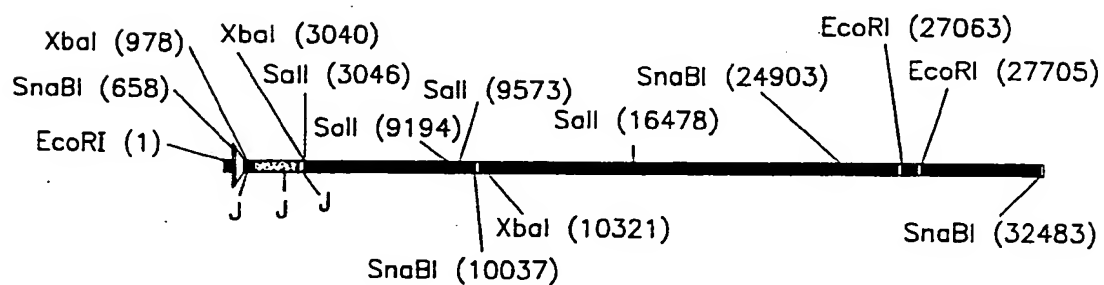 EcoRI (27063)
XbaI (3040)
XbaI (978)
EcoRI (27705)
SalI (3046)
SnaBI (24903)
SnaBI (658)
SalI (9573)
SalI (9194)
SalI (16478)
EcoRI (1)
J
J
J
XbaI (10321)
SnaBI (32483)
SnaBI (10037)